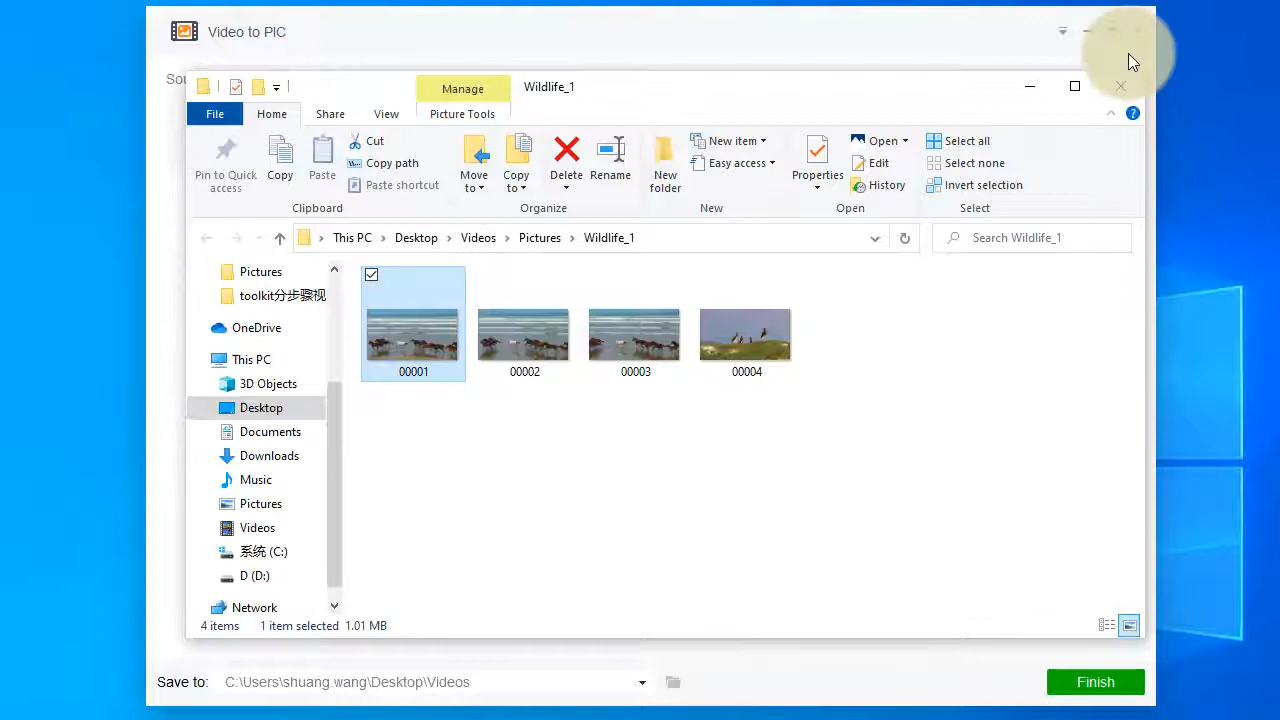 Video to PIC
Sou
Manage
Wildlife_1
File
Home
Share
View
Picture Tools
Pin to Quick access
Copy
Paste
Cut
Copy path
Paste shortcut
Clipboard
Move to
Copy to
Delete
Rename
Organize
New folder
New item
Easy access
New
Properties
Open
Edit
History
Open
Select all
Select none
Invert selection
Select
This PC > Desktop > Videos > Pictures > Wildlife_1
Search Wildlife_1
Pictures
toolkit分步骤视
OneDrive
This PC
3D Objects
Desktop
Documents
Downloads
Music
Pictures
Videos
系统 (C:)
D (D:)
Network
00001
00002
00003
00004
4 items
1 item selected 1.01 MB
Save to:
C:\Users\shuang.wang\Desktop\Videos
Finish